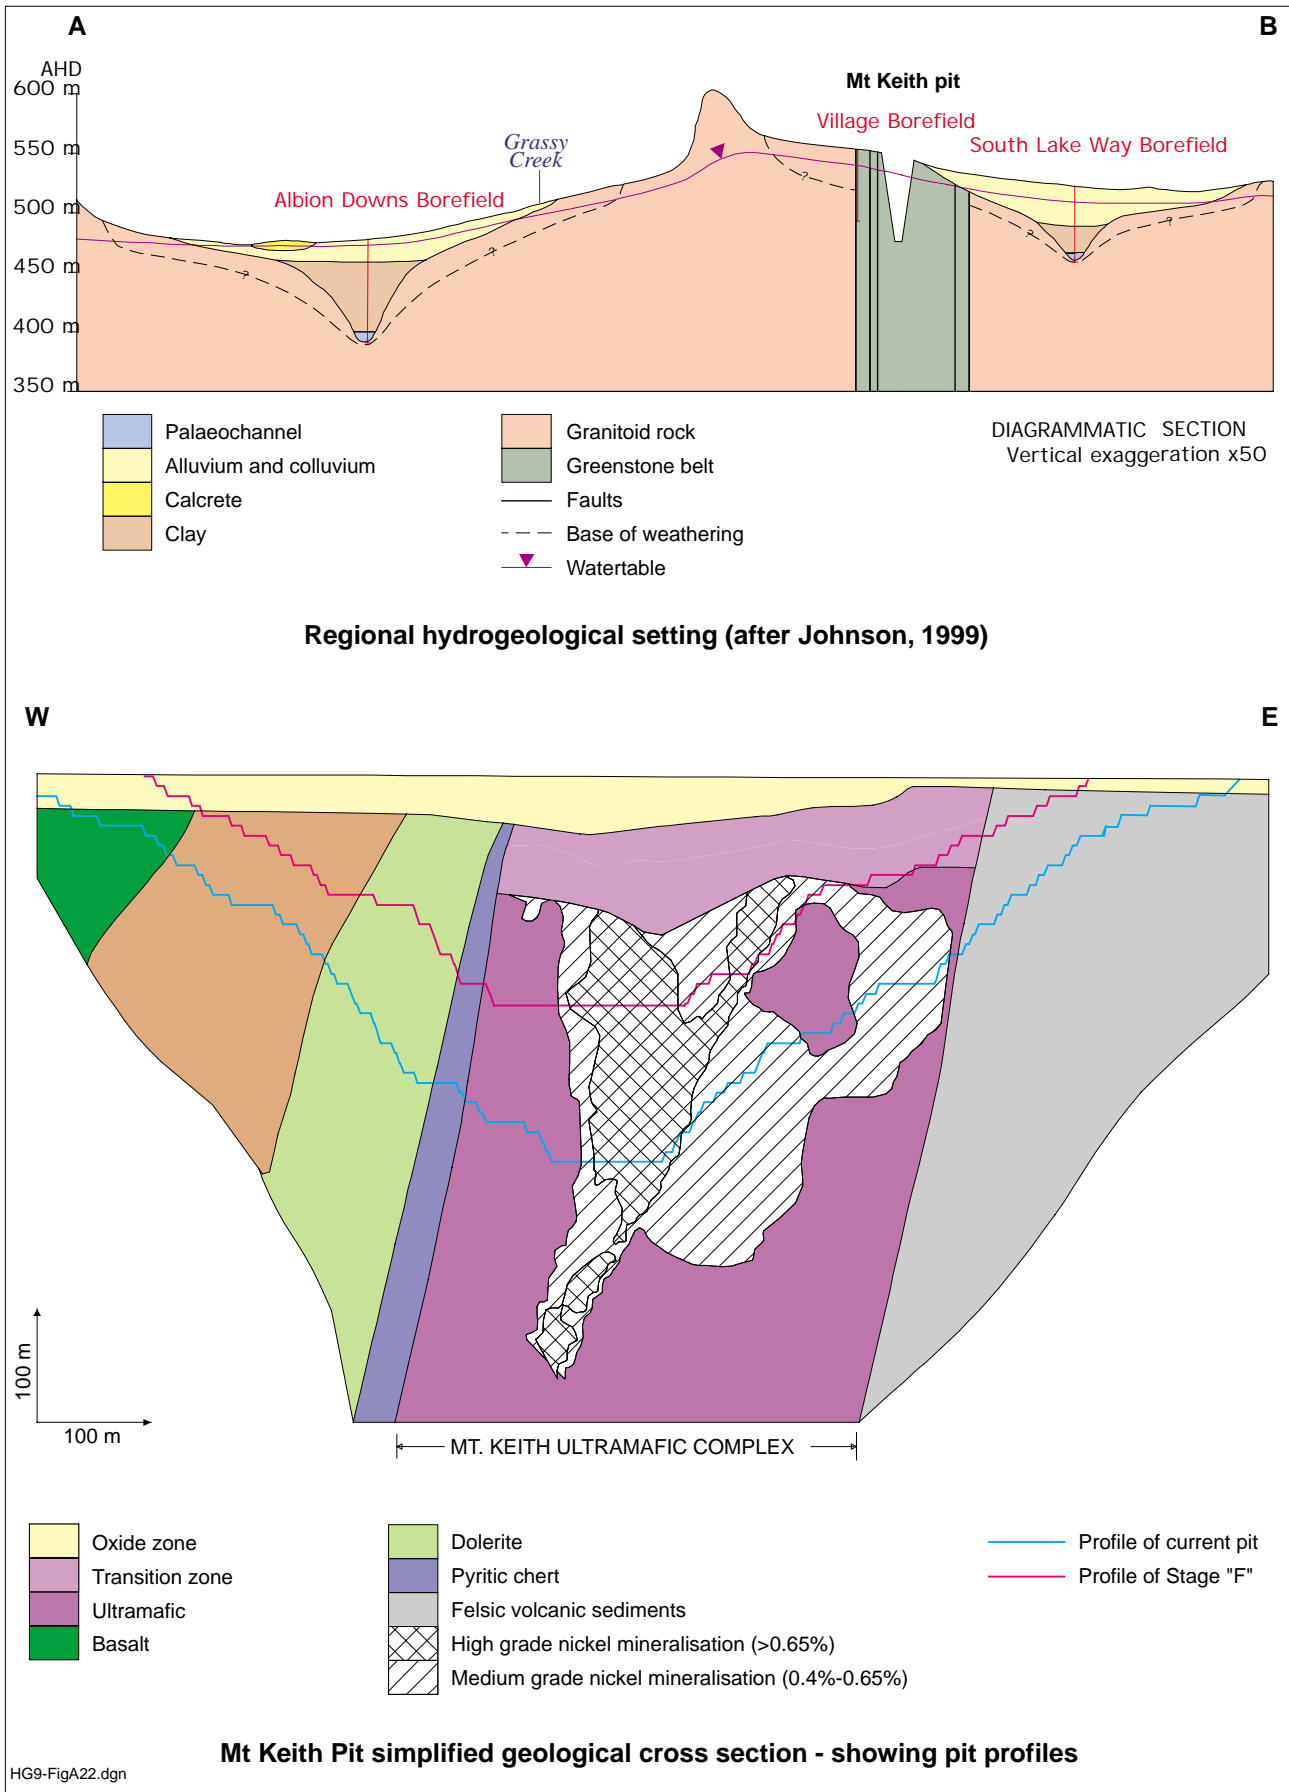 A
B
AHD
600 m
550 m
500 m
450 m
400 m
350 m
Mt Keith pit
Village Borefield
South Lake Way Borefield
Grassy
Creek
Albion Downs Borefield
?
?
?
?
?
Palaeochannel
Alluvium and colluvium
Calcrete
Clay
Granitoid rock
Greenstone belt
Faults
Base of weathering
Watertable
DIAGRAMMATIC SECTION
Vertical exaggeration x50
Regional hydrogeological setting (after Johnson, 1999)
W
E
100 m
100 m
MT. KEITH ULTRAMAFIC COMPLEX
Oxide zone
Transition zone
Ultramafic
Basalt
Dolerite
Pyritic chert
Felsic volcanic sediments
High grade nickel mineralisation (>0.65%)
Medium grade nickel mineralisation (0.4%-0.65%)
Profile of current pit
Profile of Stage "F"
Mt Keith Pit simplified geological cross section - showing pit profiles
HG9-FigA22.dgn